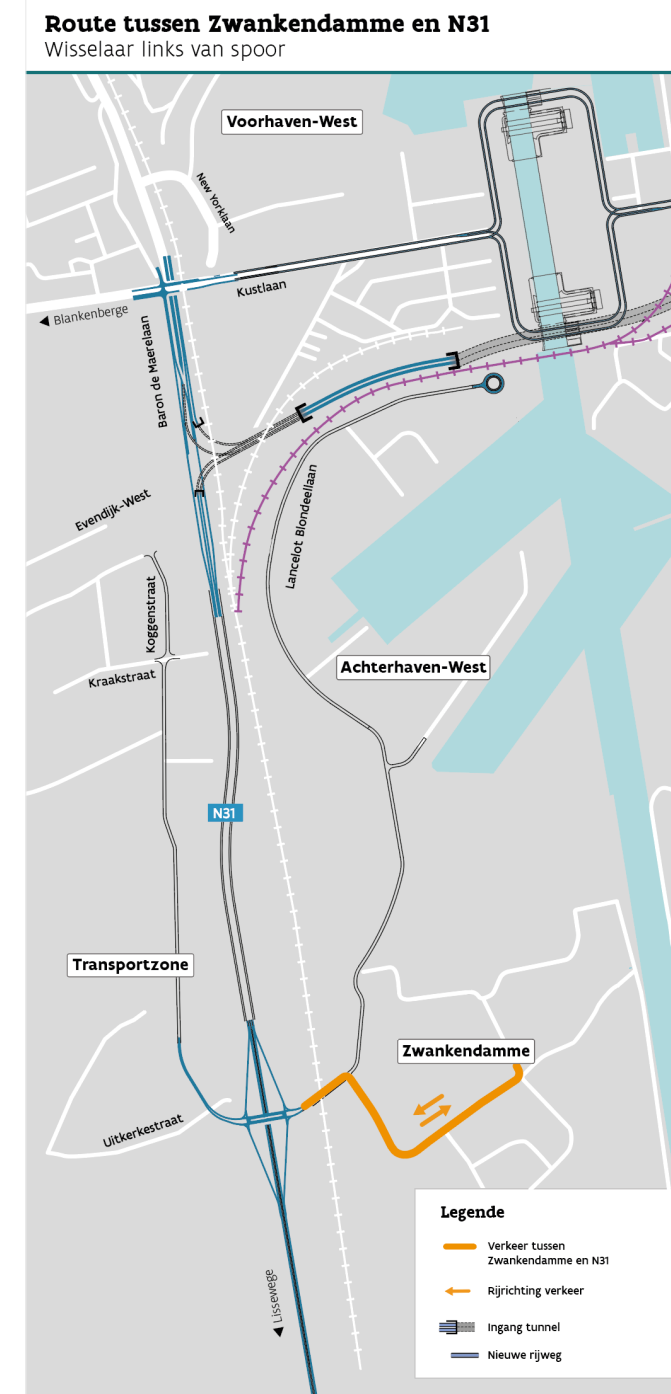 Route tussen Zwankendamme en N31
Wisselaar links van spoor
Voorhaven-West
New Yorklaan
Kustlaan
Blankenberge
Baron de Maerelaan
Evendijk-West
Lancelot Blondeellaan
Koggenstraat
Achterhaven-West
Kraakstraat
N31
Transportzone
Zwankendamme
Uitkerkestraat
Lissewege
Legende
Verkeer tussen
Zwankendamme en N31
Rijrichting verkeer
Ingang tunnel
Nieuwe rijweg